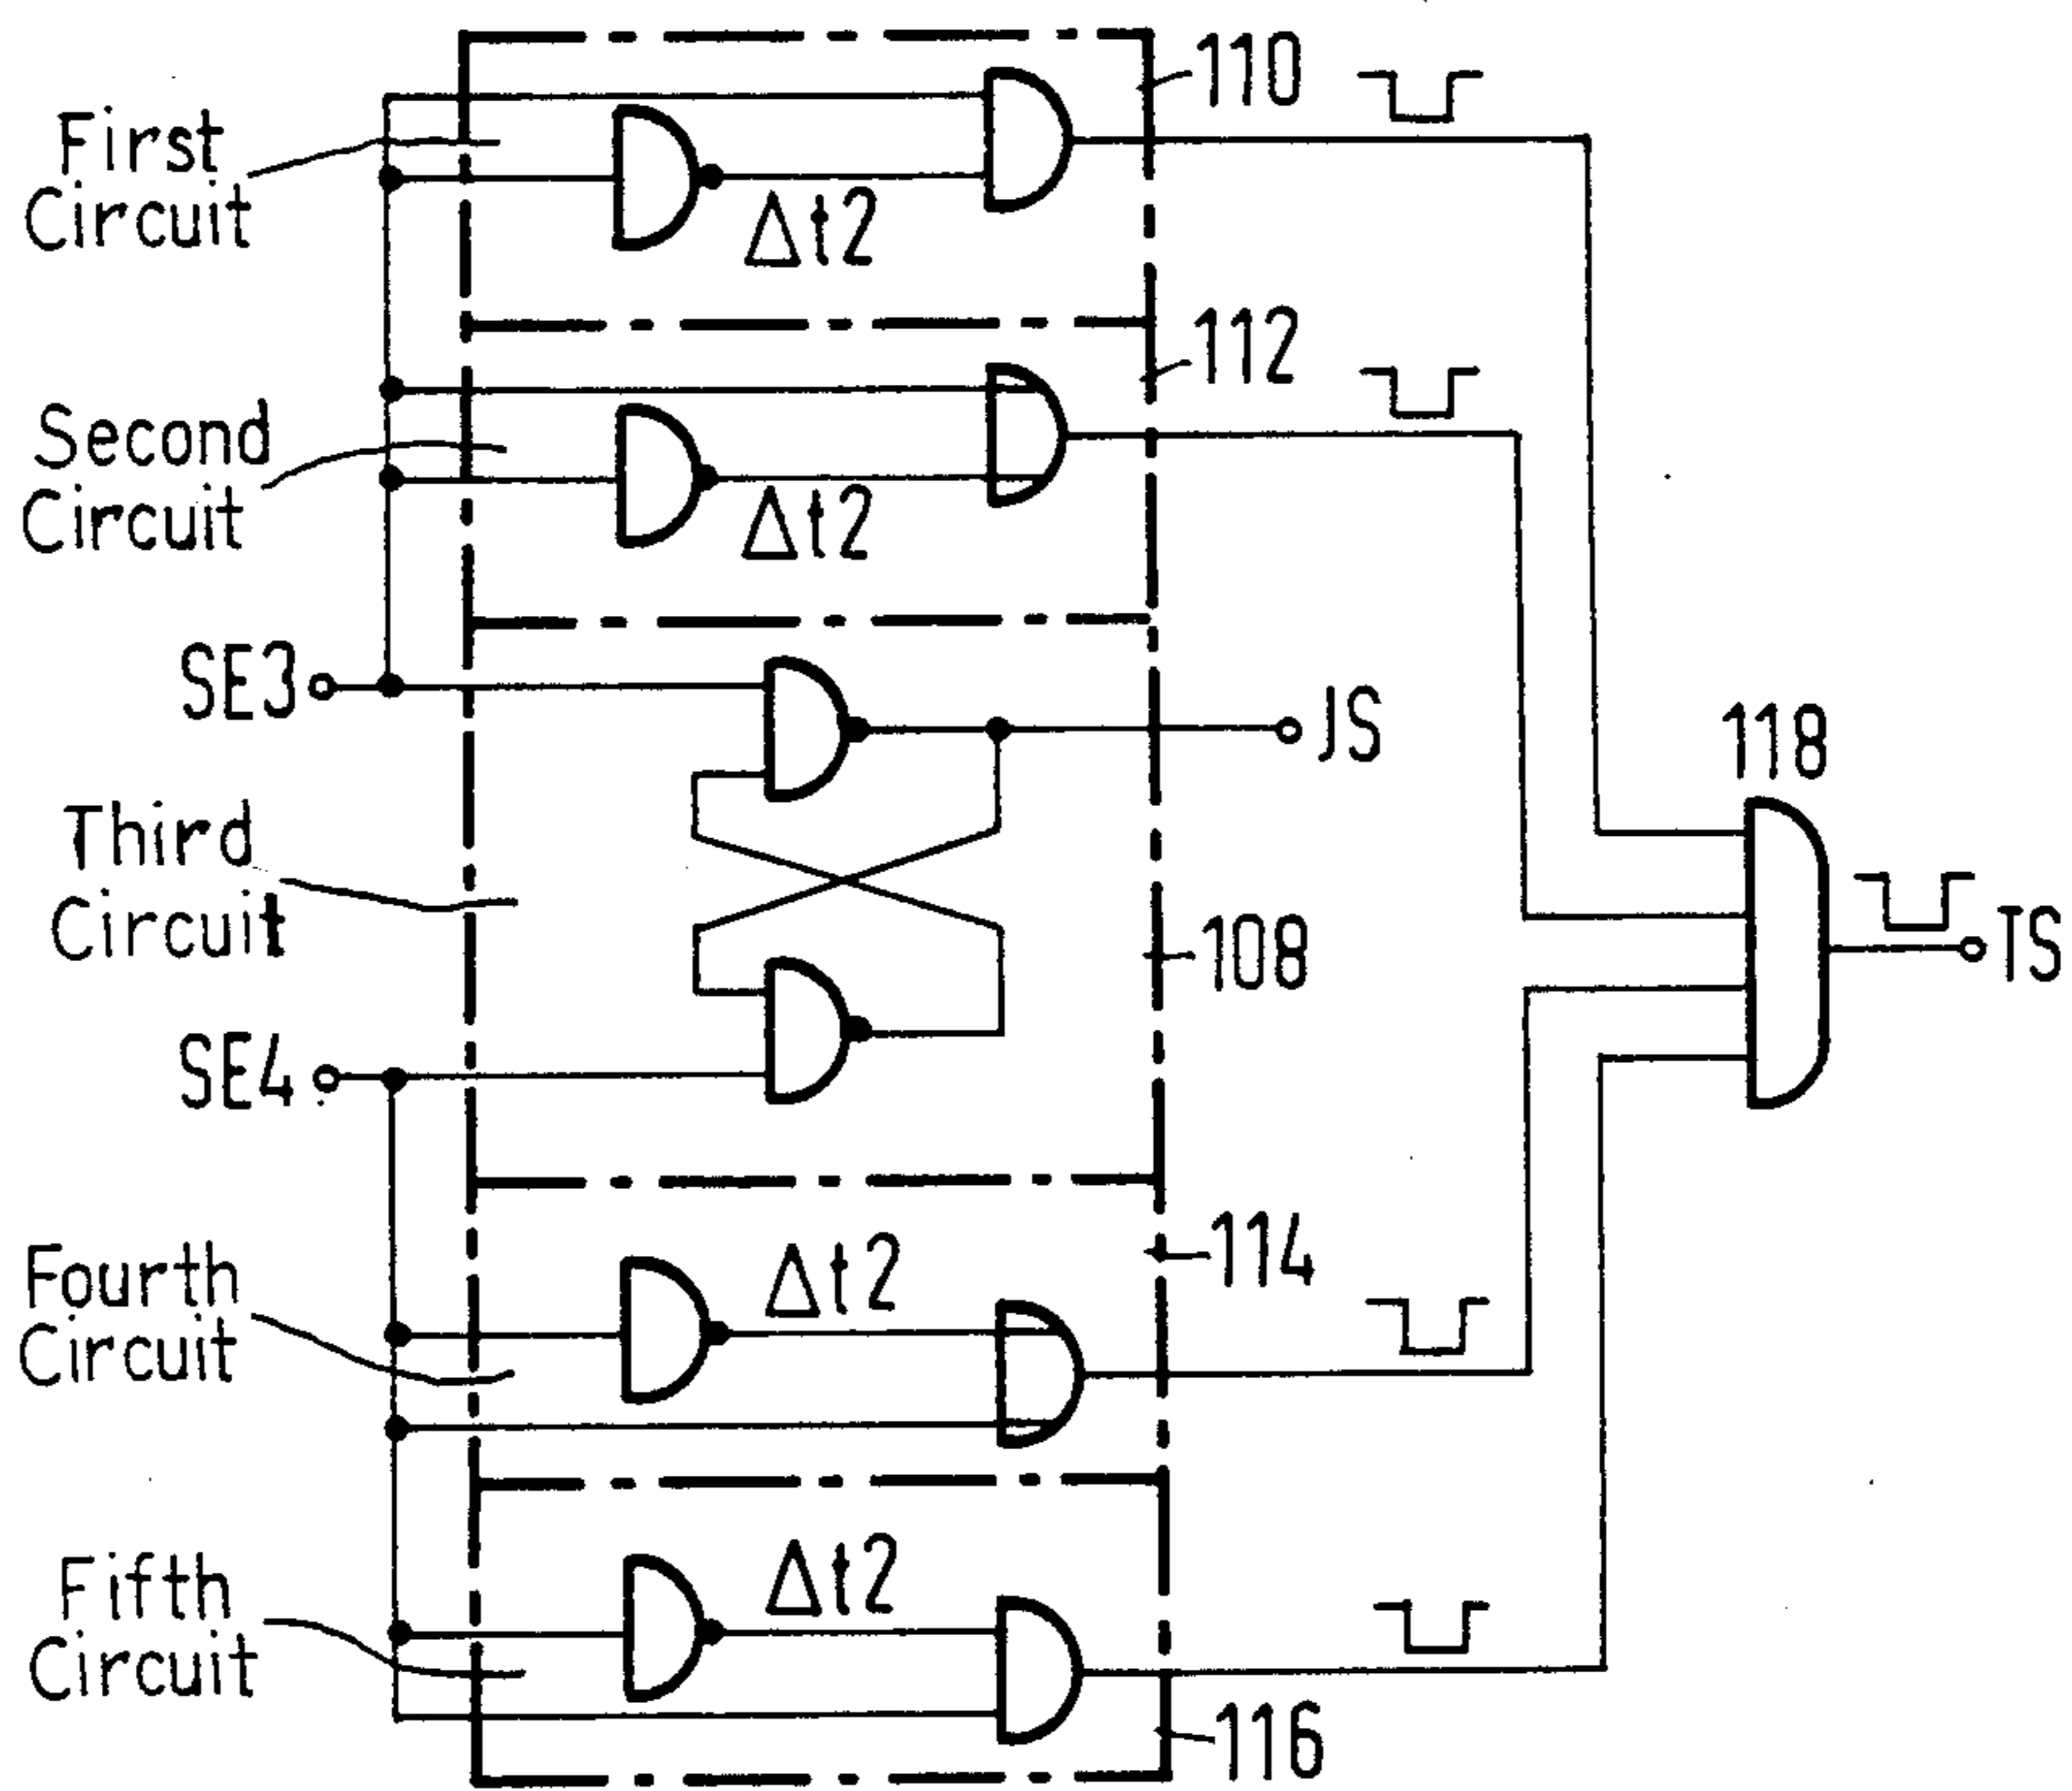 110
First
Circuit
Δt2
112
Second
Circuit
Δt2
SE3
JS
118
Third
Circuit
108
TS
SE4
114
Fourth
Circuit
Δt2
Fifth
Circuit
Δt2
116